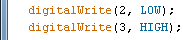 digitalWrite(2, LOW);
digitalWrite(3, HIGH);